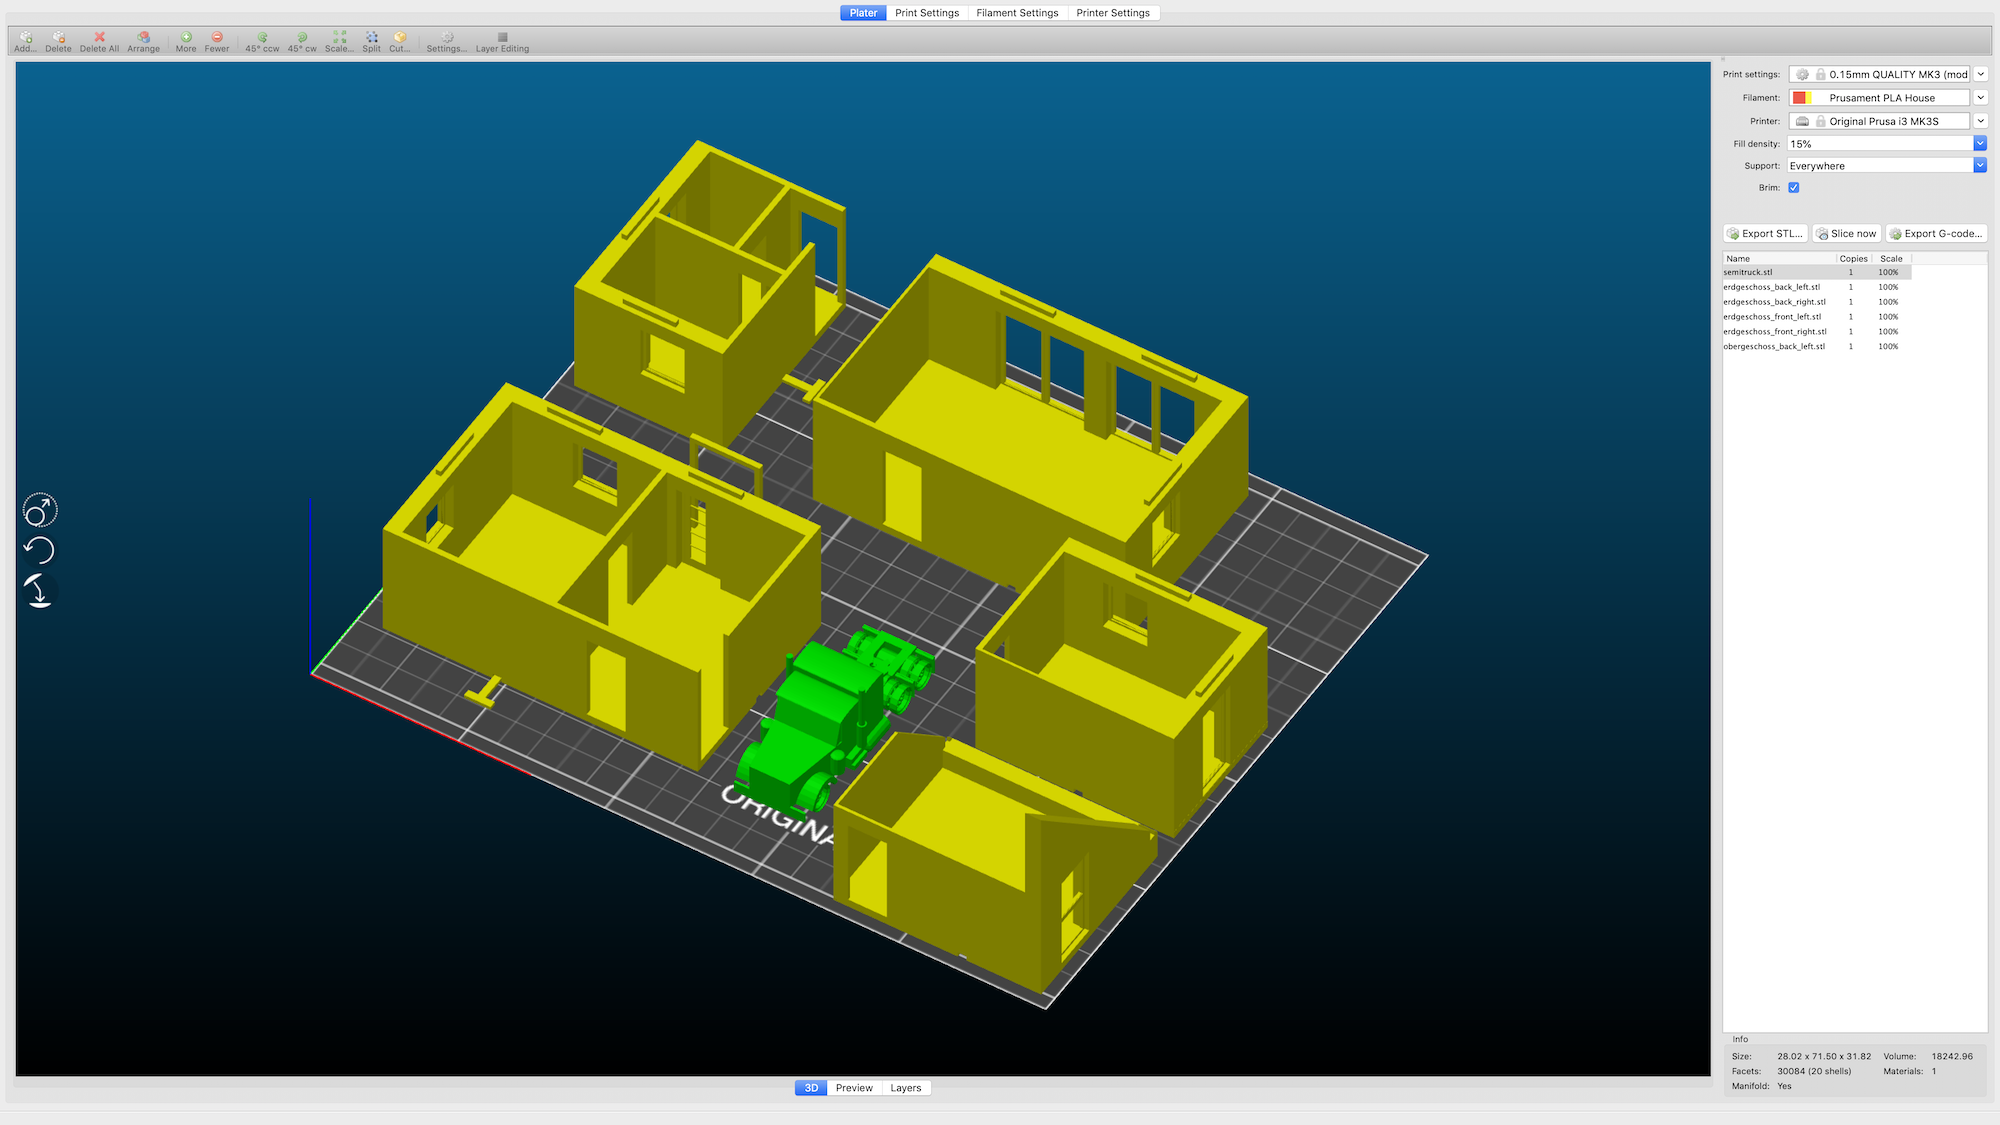 Plater Print Settings Filament Settings Printer Settings
Add... Delete Delete All Arrange More Fewer 45° ccw 45° cw Scale... Split Cut... Settings... Layer Editing
Print settings: 0.15mm QUALITY MK3 (mod
Filament: Prusament PLA House
Printer: Original Prusa i3 MK3S
Fill density: 15%
Support: Everywhere
Brim:
Export STL... Slice now Export G-code...
Name Copies Scale
semitruck.stl 1 100%
erdgeschoss_back_left.stl 1 100%
erdgeschoss_back_right.stl 1 100%
erdgeschoss_front_left.stl 1 100%
erdgeschoss_front_right.stl 1 100%
obergeschoss_back_left.stl 1 100%
ORIGINA
Info
Size: 28.02 x 71.50 x 31.82 Volume: 18242.96
Facets: 30084 (20 shells) Materials: 1
Manifold: Yes
3D Preview Layers